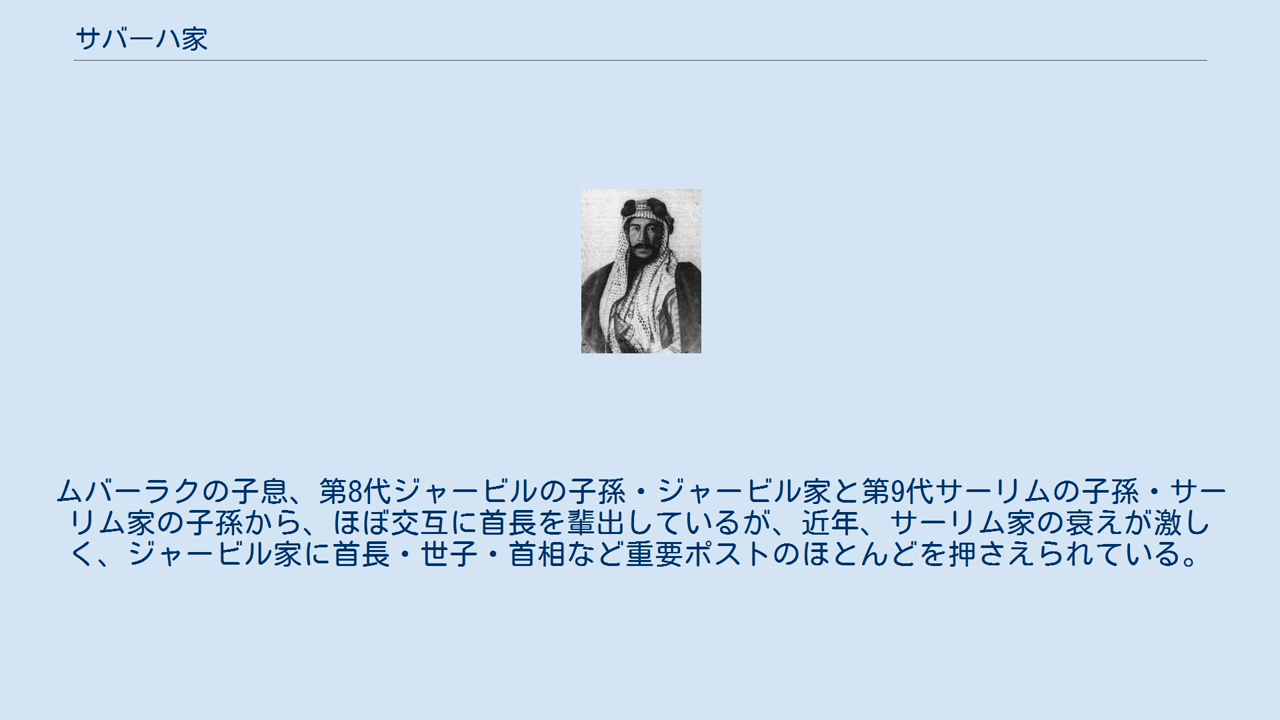 サバーハ家
ムバーラクの子息、第8代ジャービルの子孫・ジャービル家と第9代サーリムの子孫・サー
リム家の子孫から、ほぼ交互に首長を輩出しているが、近年、サーリム家の衰えが激し
く、ジャービル家に首長・世子・首相など重要ポストのほとんどを押さえられている。